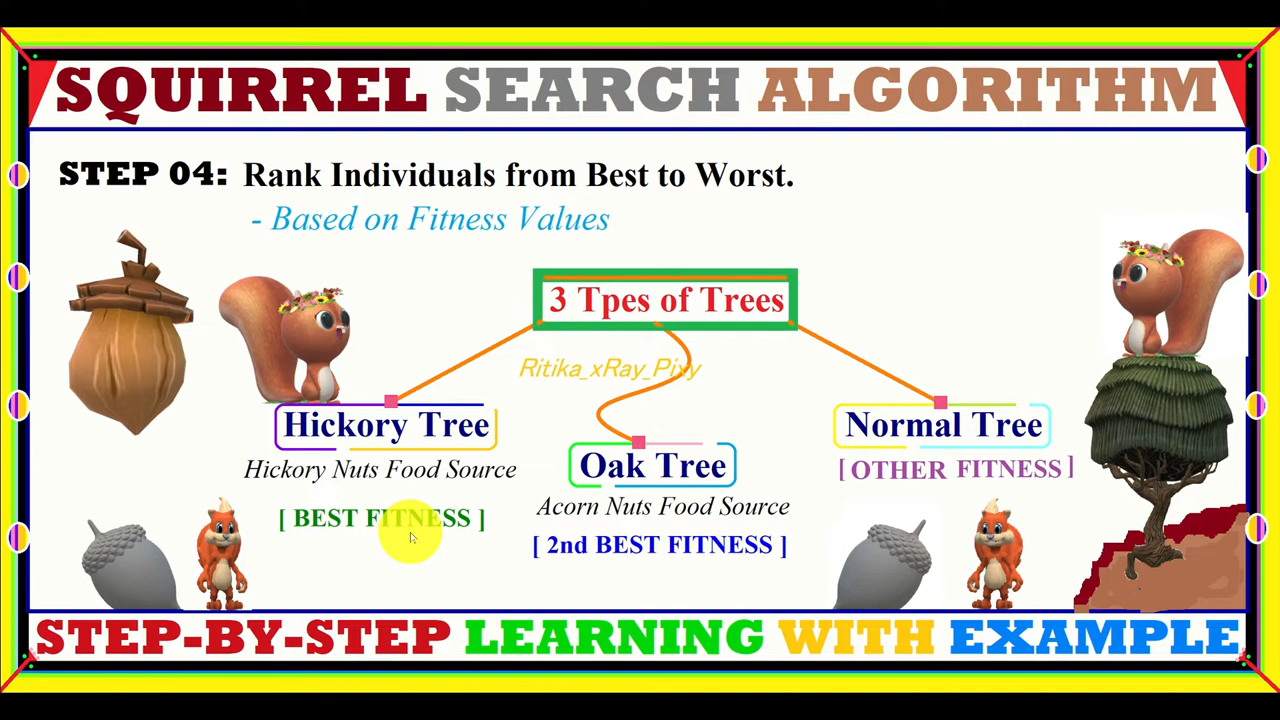 SQUIRREL SEARCH ALGORITHM
STEP 04: Rank Individuals from Best to Worst.
- Based on Fitness Values
3 Tpes of Trees
Ritika_xRay_Pixy
Hickory Tree
Hickory Nuts Food Source
[ BEST FITNESS ]
Oak Tree
Acorn Nuts Food Source
[ 2nd BEST FITNESS ]
Normal Tree
[ OTHER FITNESS ]
STEP-BY-STEP LEARNING WITH EXAMPLE